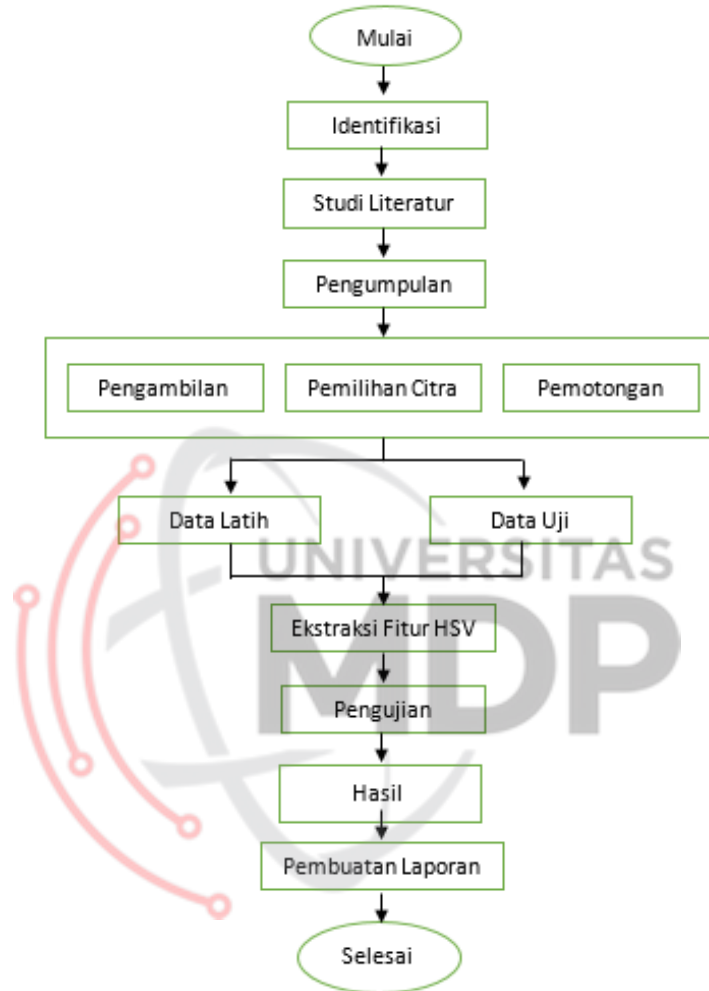 Mulai
Identifikasi
Studi Literatur
Pengumpulan
Pengambilan
Pemilihan Citra
Pemotongan
Data Latih
Data Uji
UNIVERSITAS
MDP
Ekstraksi Fitur HSV
Pengujian
Hasil
Pembuatan Laporan
Selesai